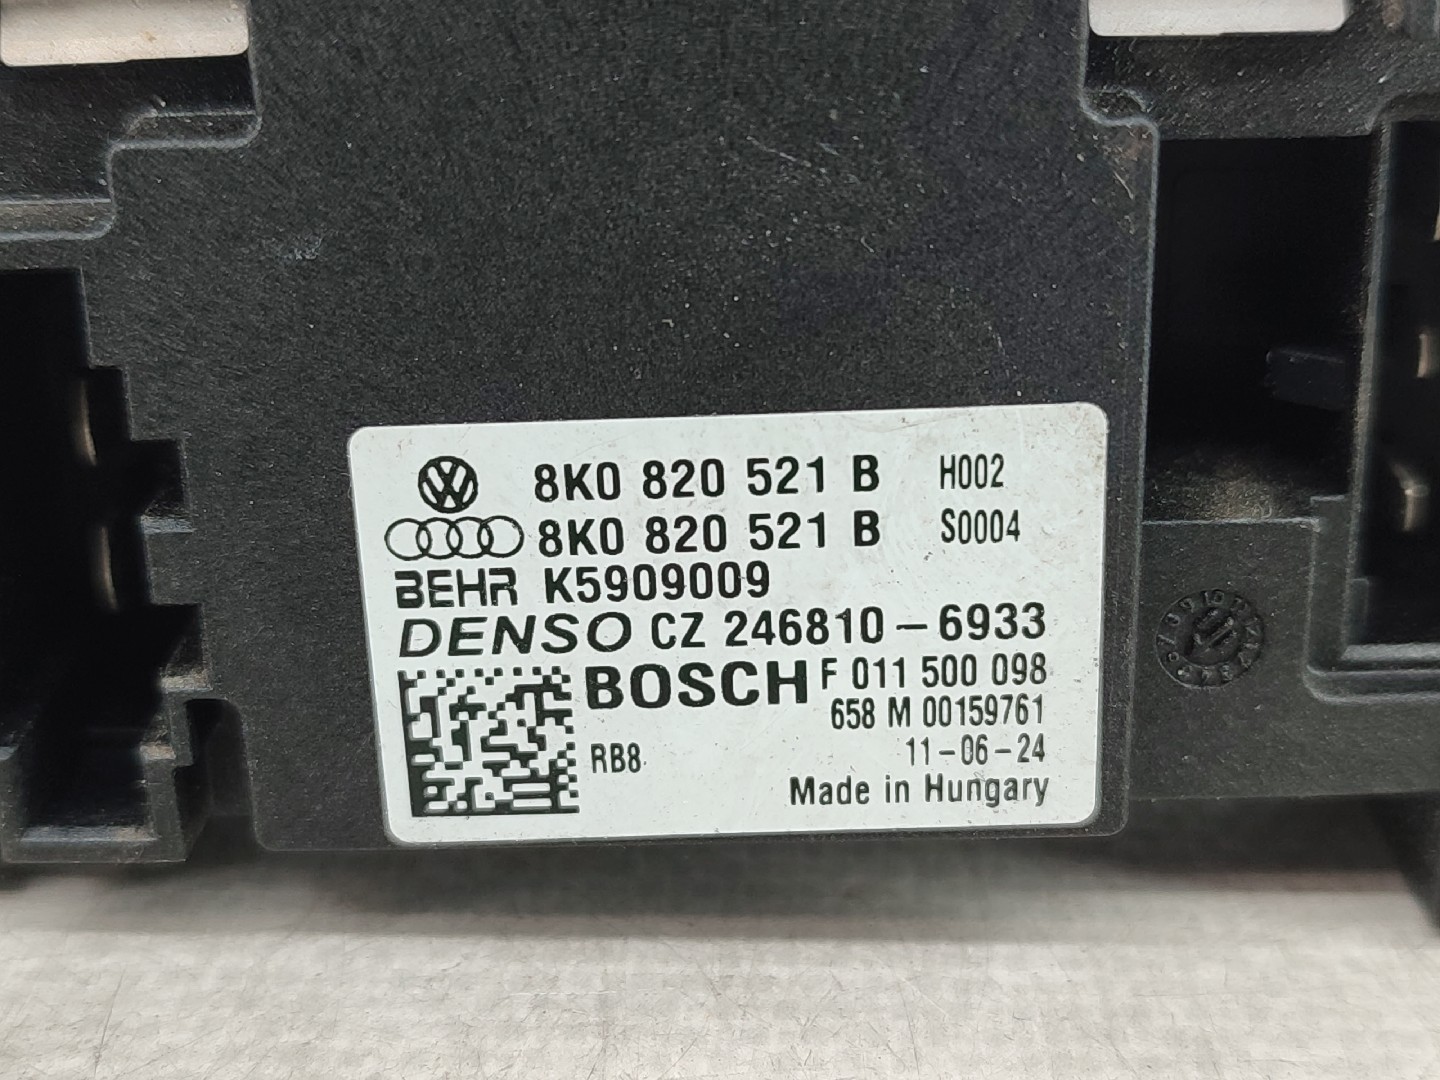 8K0 820 521 B H002
8K0 820 521 B S0004
BEHR K5909009
DENSO CZ 246810-6933
BOSCH F 011 500 098
658 M 00159761
RB8 11-06-24
Made in Hungary